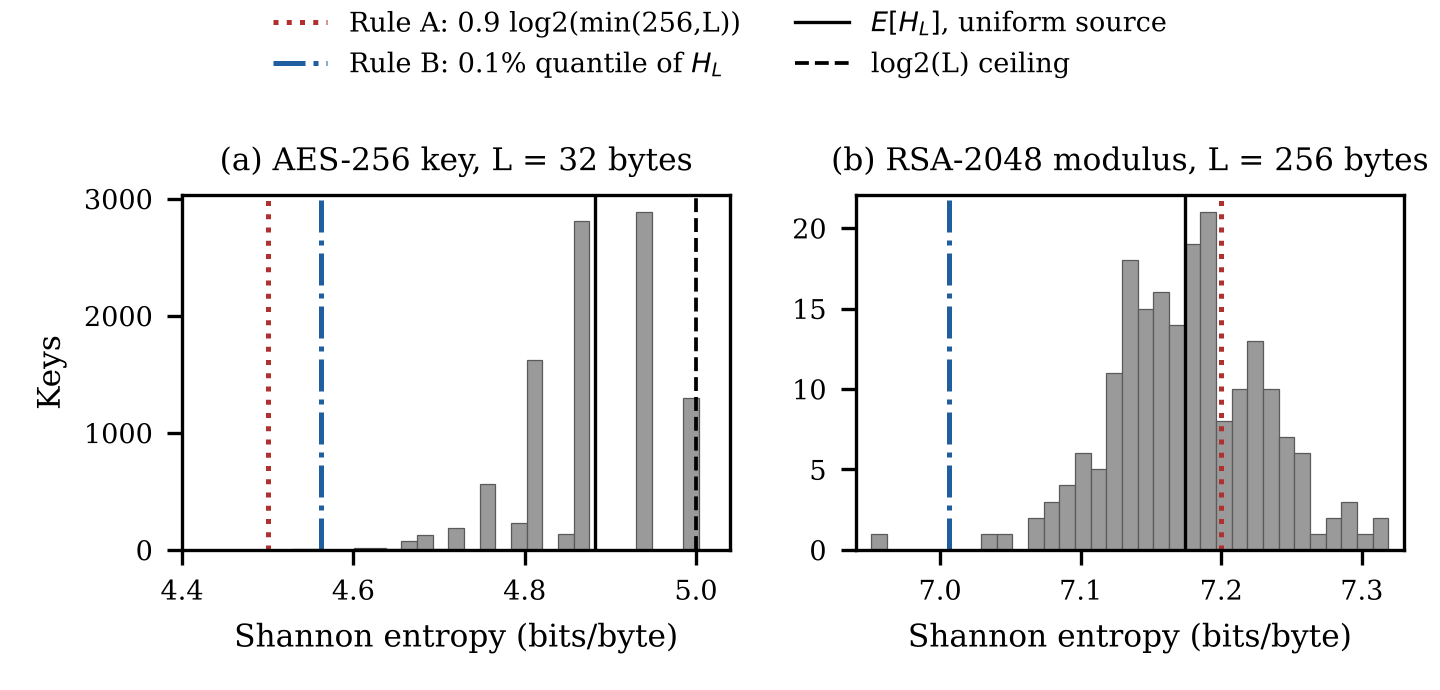 Rule A: 0.9 log2(min(256,L))
Rule B: 0.1% quantile of H_L
E[H_L], uniform source
log2(L) ceiling
(a) AES-256 key, L = 32 bytes
3000
2000
1000
0
Keys
4.4 4.6 4.8 5.0
Shannon entropy (bits/byte)
(b) RSA-2048 modulus, L = 256 bytes
20
15
10
5
0
7.0 7.1 7.2 7.3
Shannon entropy (bits/byte)